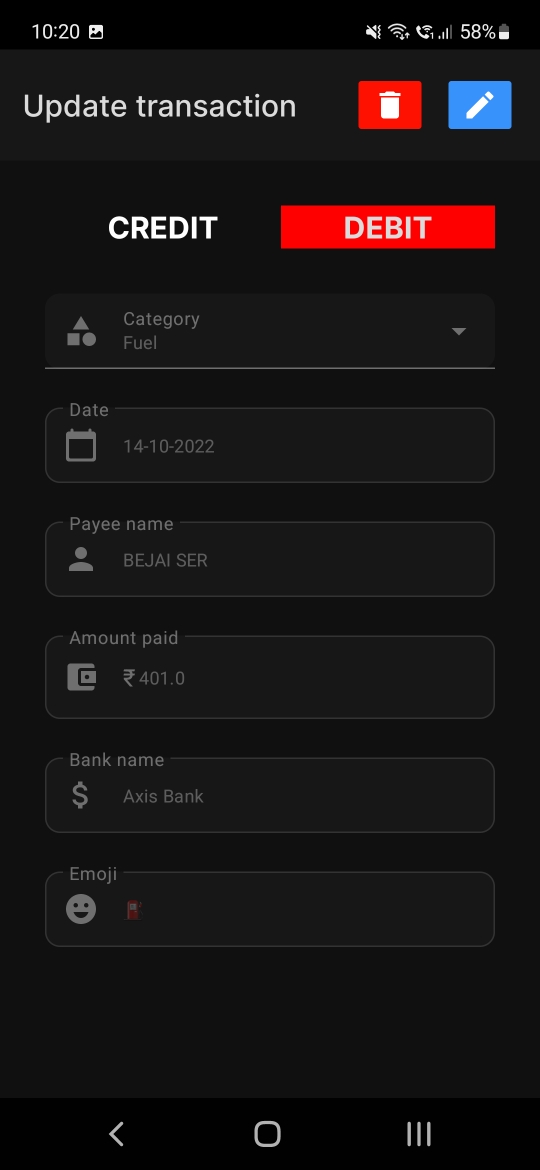 10:20
58%
Update transaction
CREDIT DEBIT
Category
Fuel
Date
14-10-2022
Payee name
BEJAI SER
Amount paid
₹ 401.0
Bank name
Axis Bank
Emoji